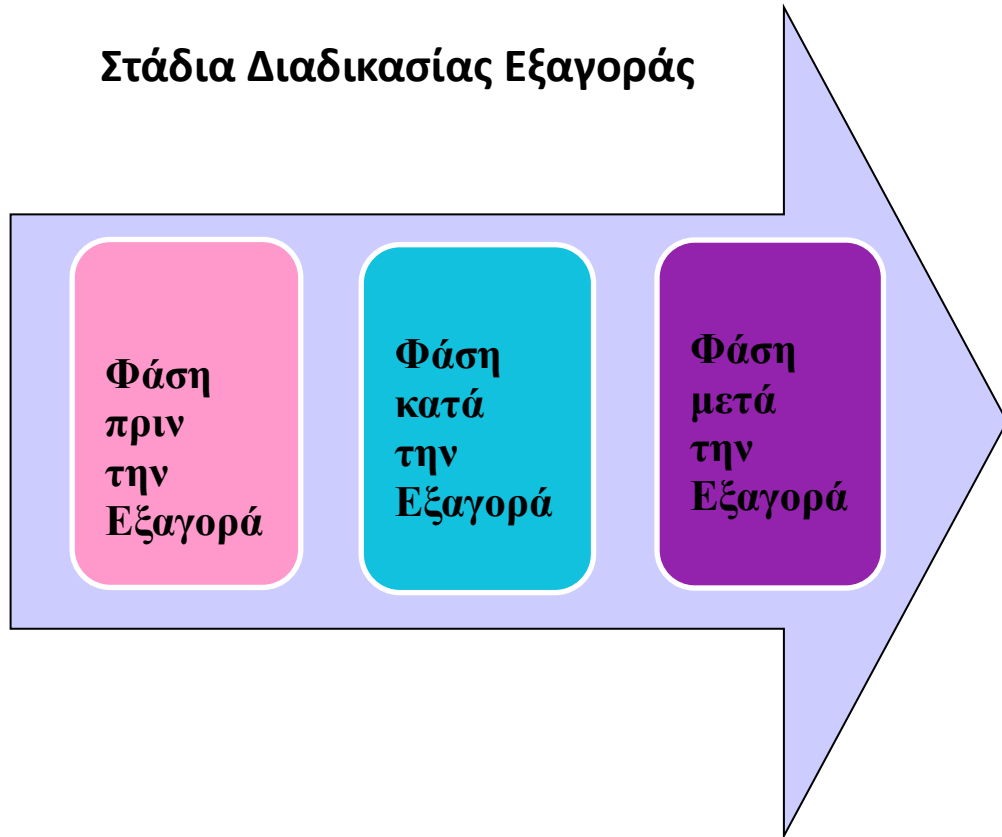 Στάδια Διαδικασίας Εξαγοράς
Φάση
πριν
την
Εξαγορά
Φάση
κατά
την
Εξαγορά
Φάση
μετά
την
Εξαγορά